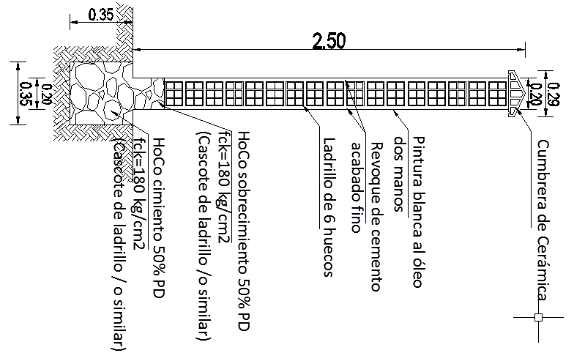 0.29
0.20
2.50
0.35
0.20
0.35
Cumbrera de Cerámica
Pintura blanca al óleo
dos manos
Revoque de cemento
acabado fino
Ladrillo de 6 huecos
HoCo sobrecimiento 50% PD
fck=180 kg/cm2
(Cascote de ladrillo /o similar)
HoCo cimiento 50% PD
fck=180 kg/cm2
(Cascote de ladrillo /o similar)